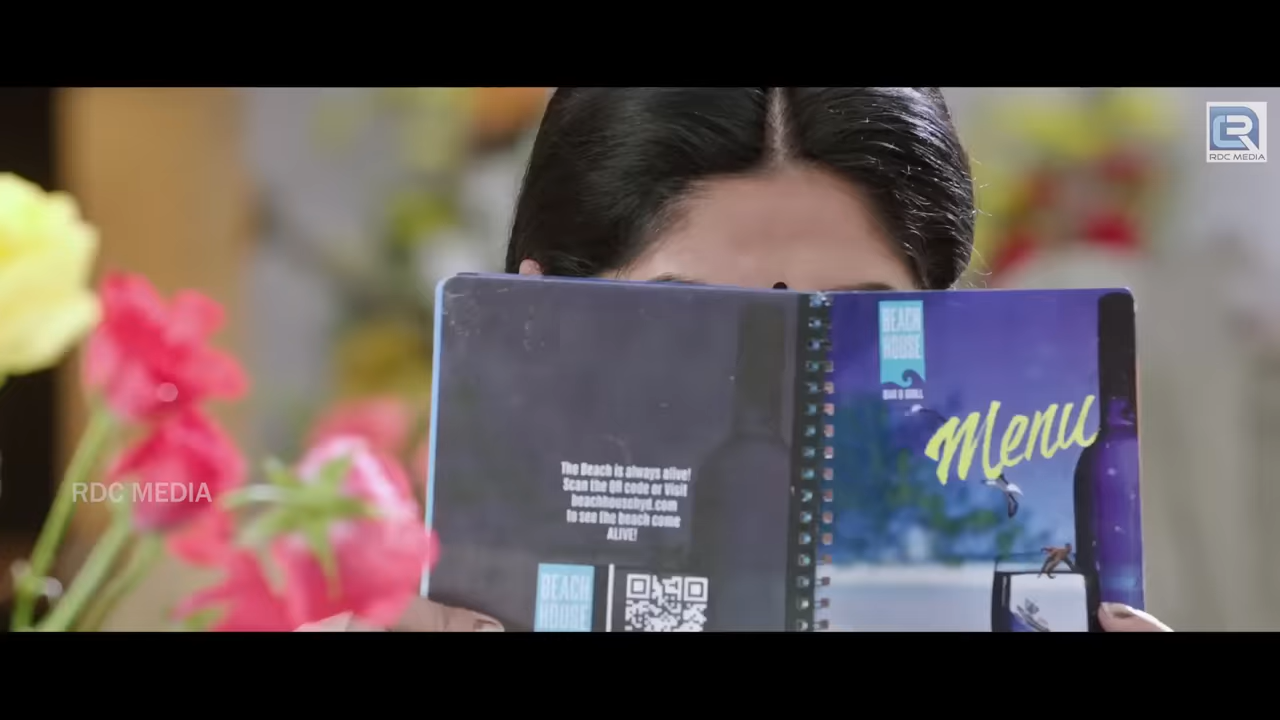 RDC MEDIA
BEACH
HOUSE
BAR & GRILL
Menu
The Beach is always alive!
Scan the QR code or Visit
beachhousehyd.com
to see the beach come
ALIVE!
RDC MEDIA
BEACH
HOUSE